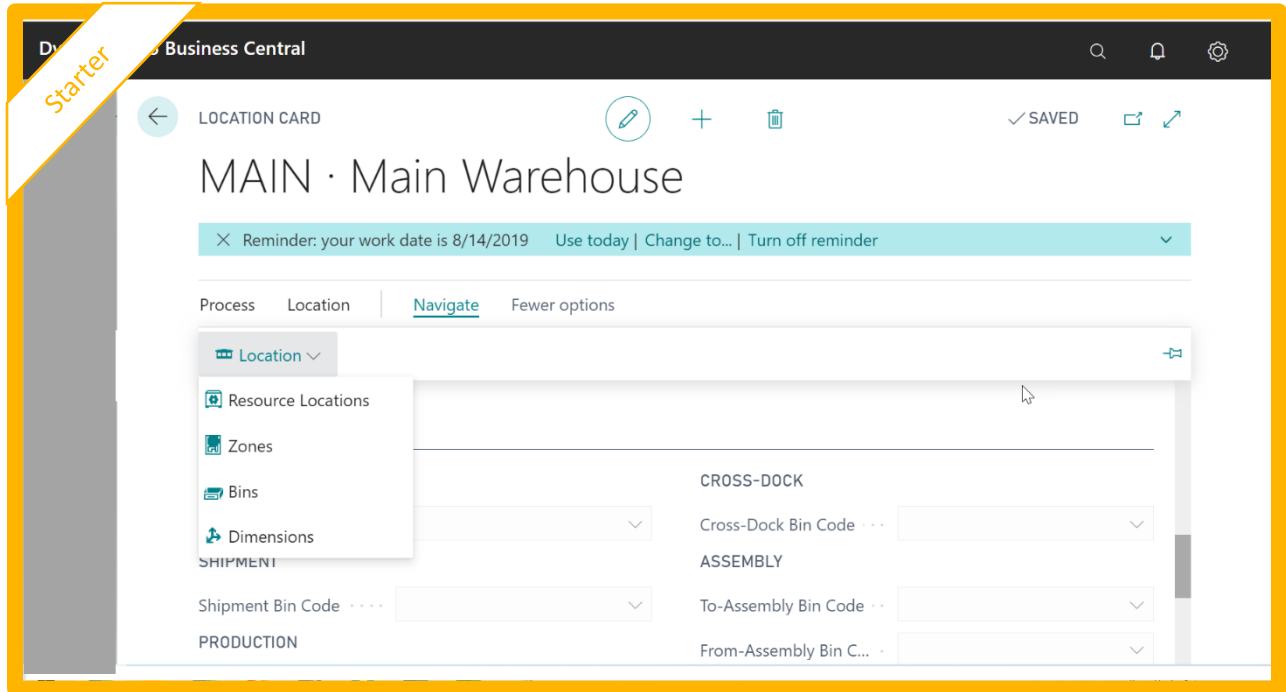 Starter
Dy
Business Central
LOCATION CARD
SAVED
MAIN · Main Warehouse
Reminder: your work date is 8/14/2019 Use today | Change to... | Turn off reminder
Process Location Navigate Fewer options
Location
Resource Locations
Zones
Bins
Dimensions
CROSS-DOCK
Cross-Dock Bin Code
SHIPMENT
ASSEMBLY
Shipment Bin Code
To-Assembly Bin Code
PRODUCTION
From-Assembly Bin C...